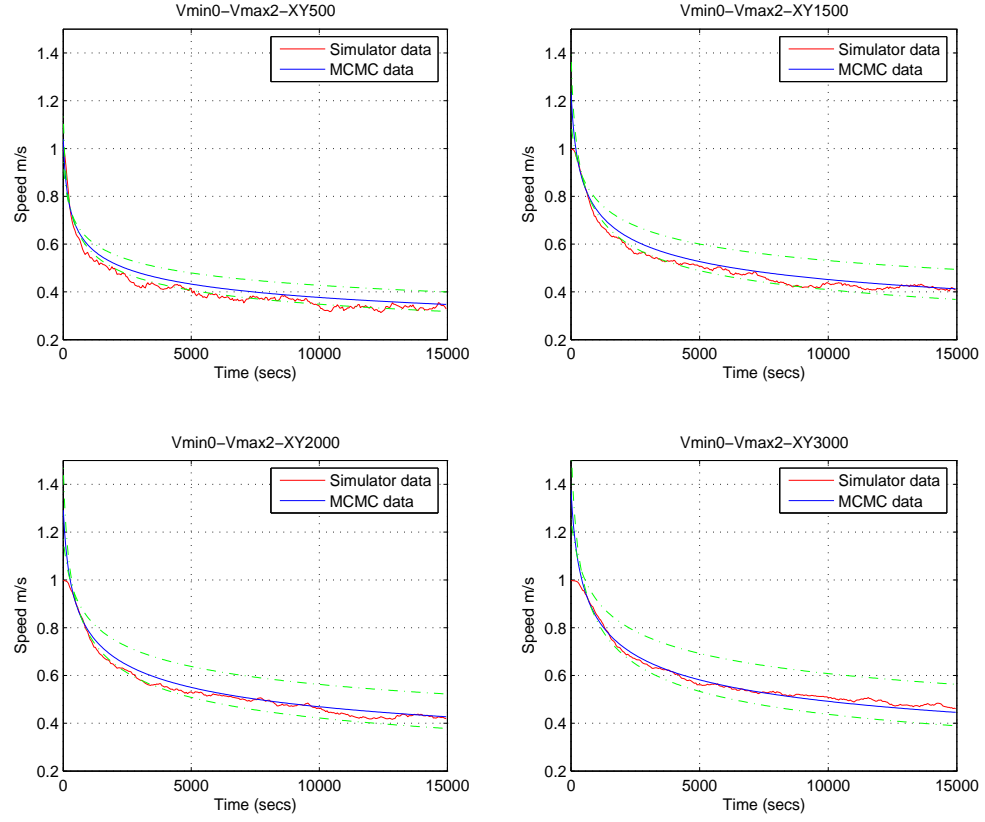 Vmin0−Vmax2−XY500
Speed m/s
1.4
1.2
1
0.8
0.6
0.4
0.2
0
5000
10000
15000
Time (secs)
Simulator data
MCMC data
Vmin0−Vmax2−XY1500
Speed m/s
1.4
1.2
1
0.8
0.6
0.4
0.2
0
5000
10000
15000
Time (secs)
Simulator data
MCMC data
Vmin0−Vmax2−XY2000
Speed m/s
1.4
1.2
1
0.8
0.6
0.4
0.2
0
5000
10000
15000
Time (secs)
Simulator data
MCMC data
Vmin0−Vmax2−XY3000
Speed m/s
1.4
1.2
1
0.8
0.6
0.4
0.2
0
5000
10000
15000
Time (secs)
Simulator data
MCMC data